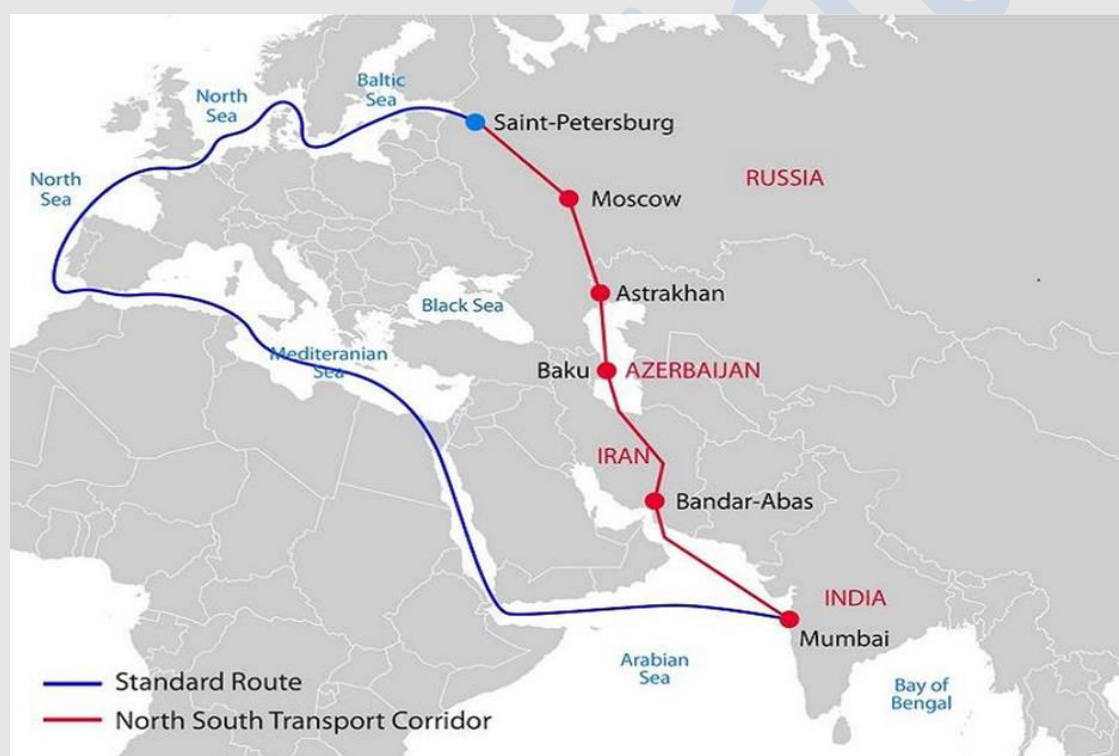 Baltic
Sea
North
Sea
Saint-Petersburg
North
Sea
RUSSIA
Moscow
Astrakhan
Black Sea
Mediteranian
Sea
Baku
AZERBAIJAN
IRAN
Bandar-Abas
INDIA
Mumbai
Arabian
Sea
Bay of
Bengal
Standard Route
North South Transport Corridor